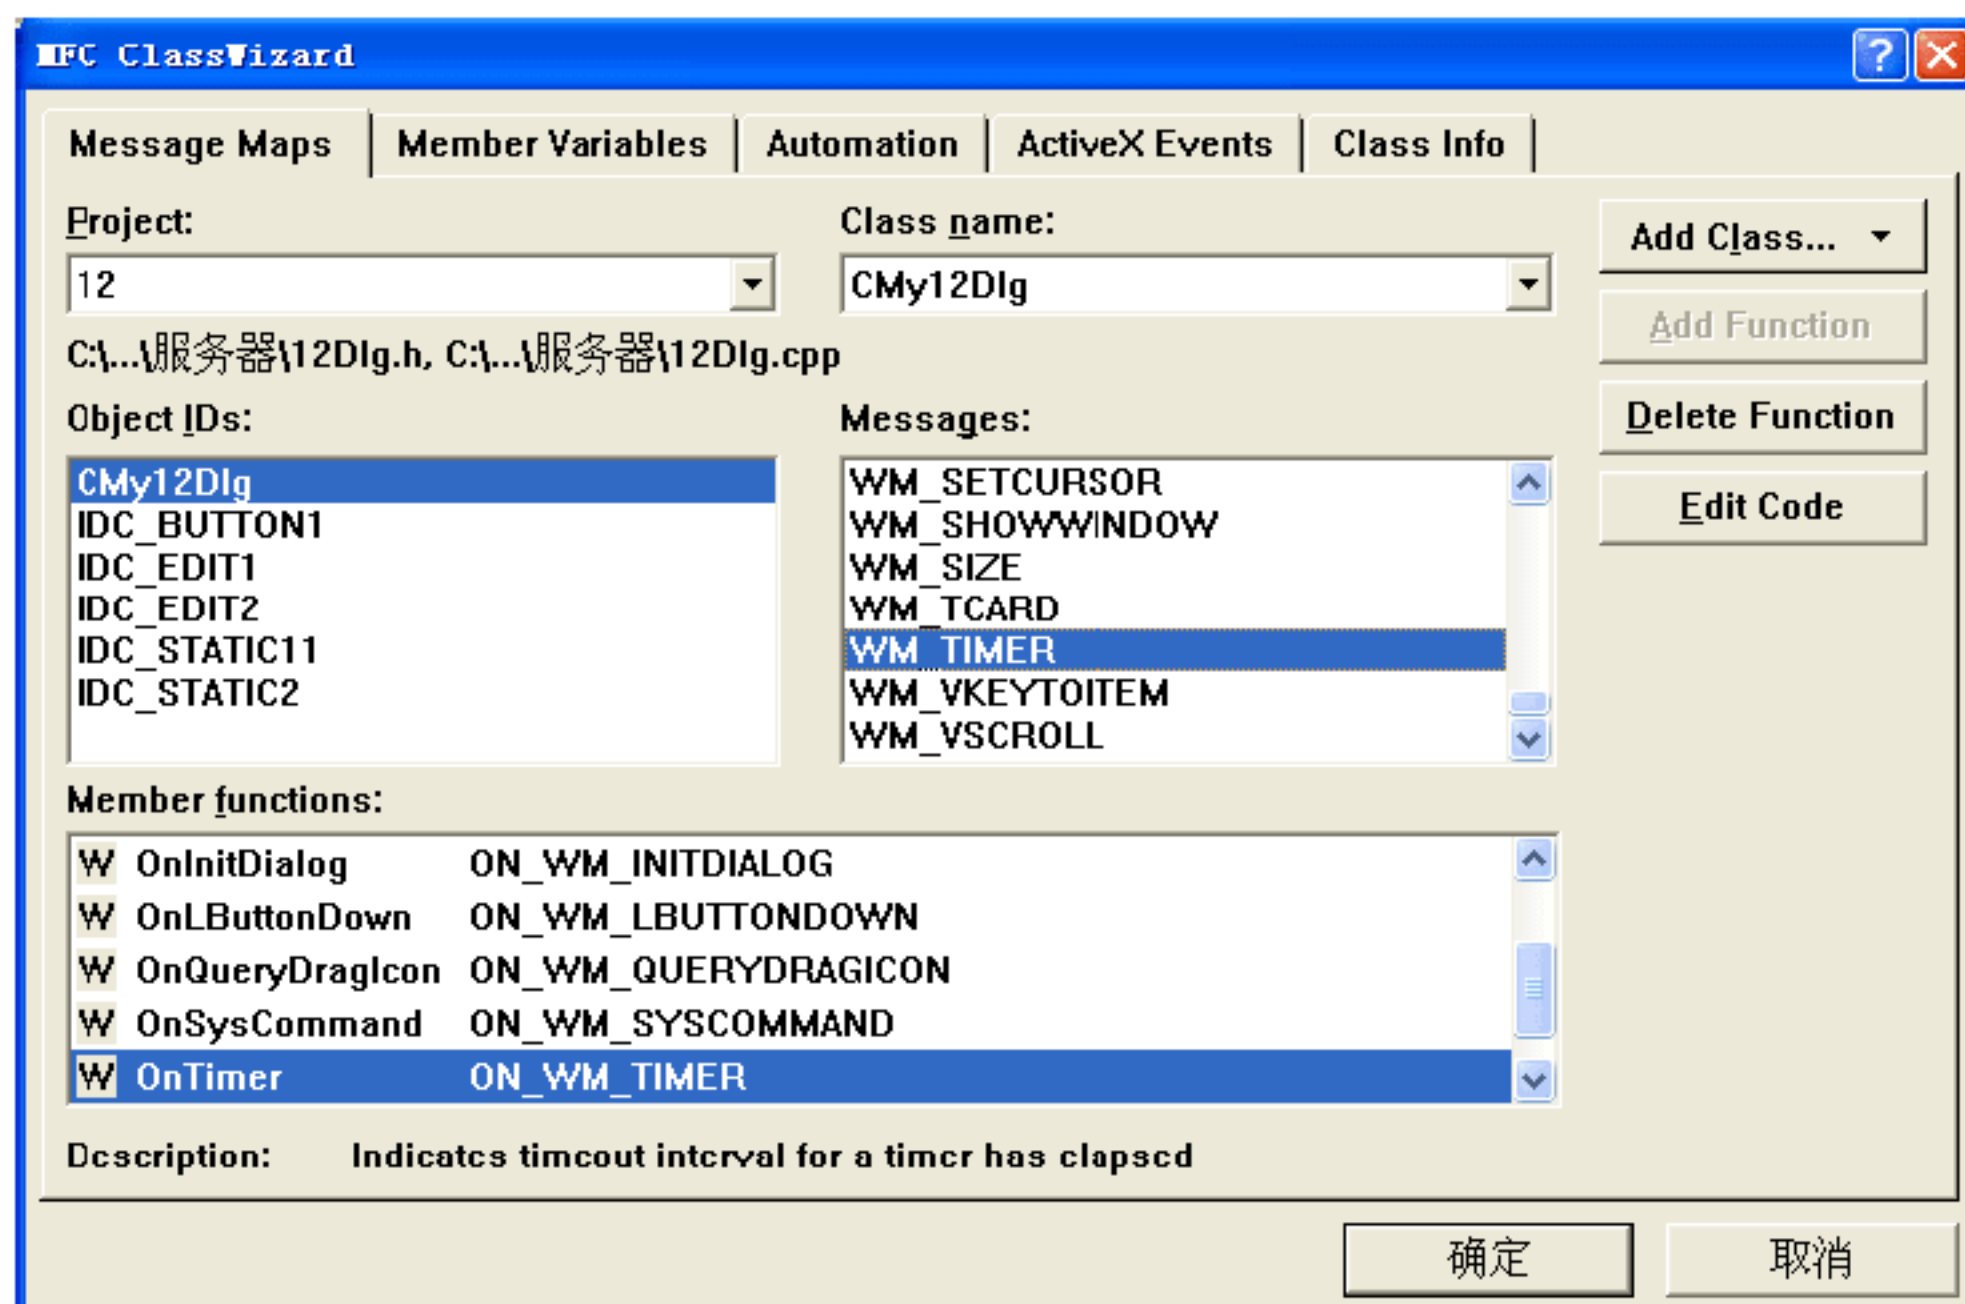 MFC ClassWizard
Message Maps Member Variables Automation ActiveX Events Class Info
Project: Class name:
12 CMy12Dlg
C:\...\服务器\12Dlg.h, C:\...\服务器\12Dlg.cpp
Add Class...
Add Function
Delete Function
Edit Code
Object IDs:
CMy12Dlg
IDC_BUTTON1
IDC_EDIT1
IDC_EDIT2
IDC_STATIC11
IDC_STATIC2
Messages:
WM_SETCURSOR
WM_SHOWWINDOW
WM_SIZE
WM_TCARD
WM_TIMER
WM_VKEYTOITEM
WM_VSCROLL
Member functions:
W OnInitDialog ON_WM_INITDIALOG
W OnLButtonDown ON_WM_LBUTTONDOWN
W OnQueryDragIcon ON_WM_QUERYDRAGICON
W OnSysCommand ON_WM_SYSCOMMAND
W OnTimer ON_WM_TIMER
Description: Indicates timeout interval for a timer has elapsed
确定 取消